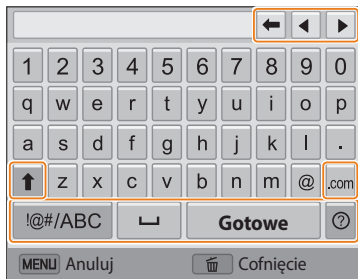 1 2 3 4 5 6 7 8 9 0
q w e r t y u i o p
a s d f g h j k l .
z x c v b n m @ .com
!@#/ABC Gotowe ?
MENU Anuluj Cofnięcie